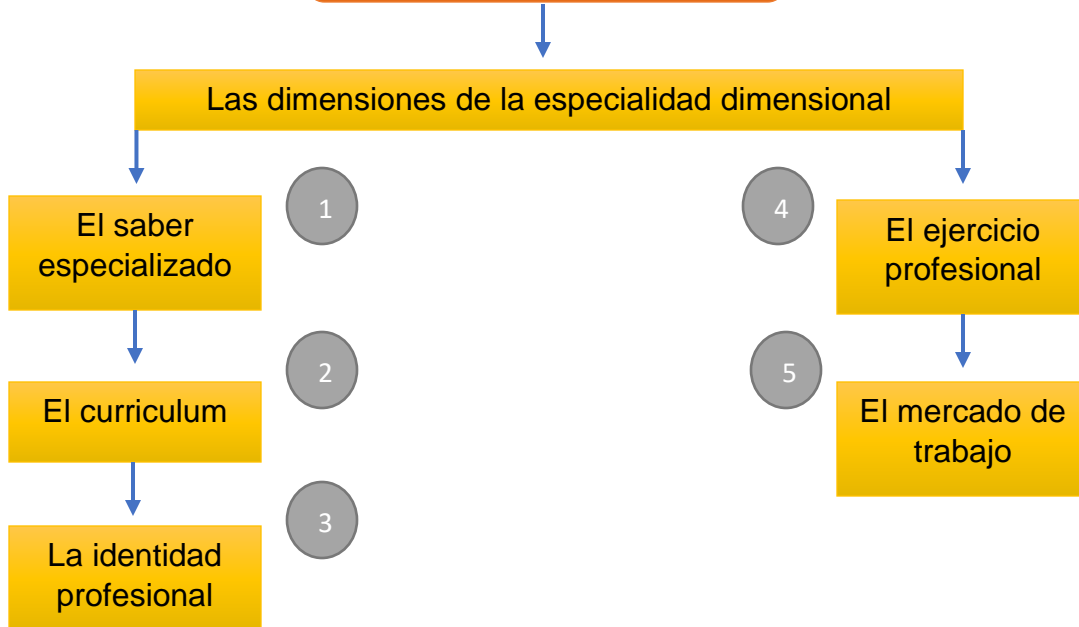 Las dimensiones de la especialidad dimensional
El saber
especializado
1
El curriculum
2
La identidad
profesional
3
El ejercicio
profesional
4
El mercado de
trabajo
5